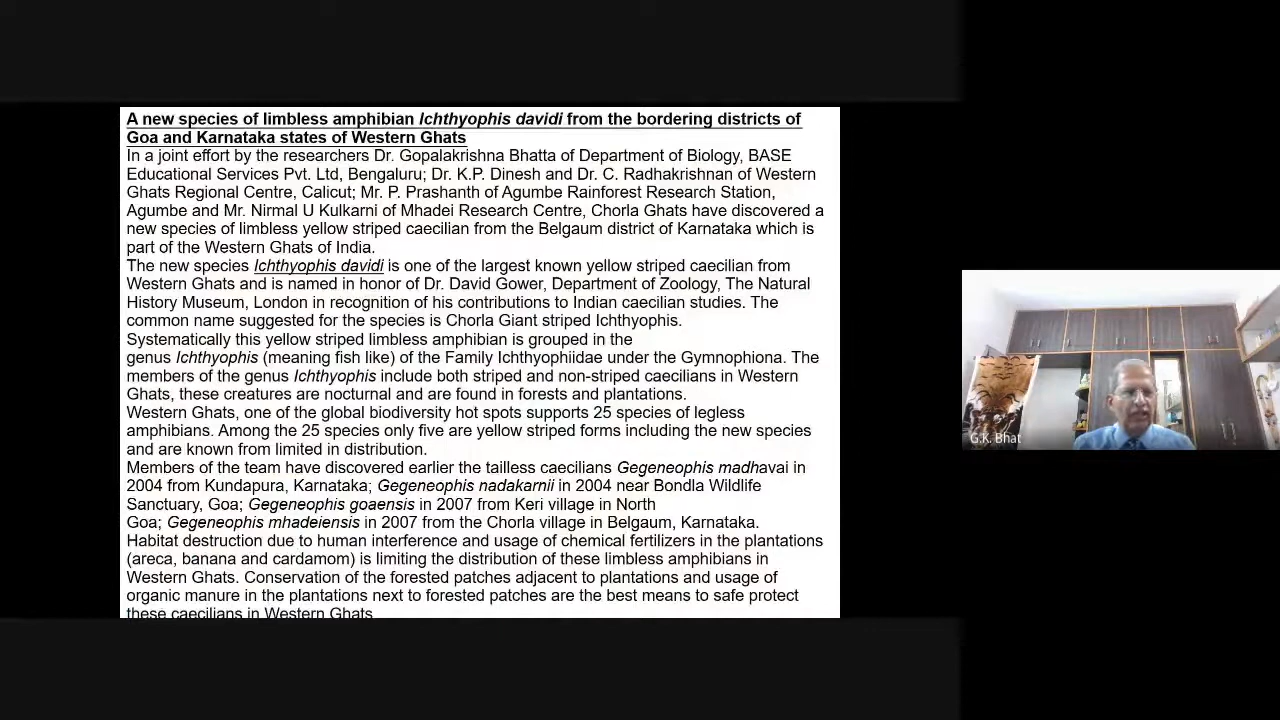 A new species of limbless amphibian Ichthyophis davidi from the bordering districts of
Goa and Karnataka states of Western Ghats
In a joint effort by the researchers Dr. Gopalakrishna Bhatta of Department of Biology, BASE
Educational Services Pvt. Ltd, Bengaluru; Dr. K.P. Dinesh and Dr. C. Radhakrishnan of Western
Ghats Regional Centre, Calicut; Mr. P. Prashanth of Agumbe Rainforest Research Station,
Agumbe and Mr. Nirmal U Kulkarni of Mhadei Research Centre, Chorla Ghats have discovered a
new species of limbless yellow striped caecilian from the Belgaum district of Karnataka which is
part of the Western Ghats of India.
The new species Ichthyophis davidi is one of the largest known yellow striped caecilian from
Western Ghats and is named in honor of Dr. David Gower, Department of Zoology, The Natural
History Museum, London in recognition of his contributions to Indian caecilian studies. The
common name suggested for the species is Chorla Giant striped Ichthyophis.
Systematically this yellow striped limbless amphibian is grouped in the
genus Ichthyophis (meaning fish like) of the Family Ichthyophiidae under the Gymnophiona. The
members of the genus Ichthyophis include both striped and non-striped caecilians in Western
Ghats, these creatures are nocturnal and are found in forests and plantations.
Western Ghats, one of the global biodiversity hot spots supports 25 species of legless
amphibians. Among the 25 species only five are yellow striped forms including the new species
and are known from limited in distribution.
Members of the team have discovered earlier the tailless caecilians Gegeneophis madhavai in
2004 from Kundapura, Karnataka; Gegeneophis nadakarnii in 2004 near Bondla Wildlife
Sanctuary, Goa; Gegeneophis goaensis in 2007 from Keri village in North
Goa; Gegeneophis mhadeiensis in 2007 from the Chorla village in Belgaum, Karnataka.
Habitat destruction due to human interference and usage of chemical fertilizers in the plantations
(areca, banana and cardamom) is limiting the distribution of these limbless amphibians in
Western Ghats. Conservation of the forested patches adjacent to plantations and usage of
organic manure in the plantations next to forested patches are the best means to safe protect
these caecilians in Western Ghats
G.K. Bhat